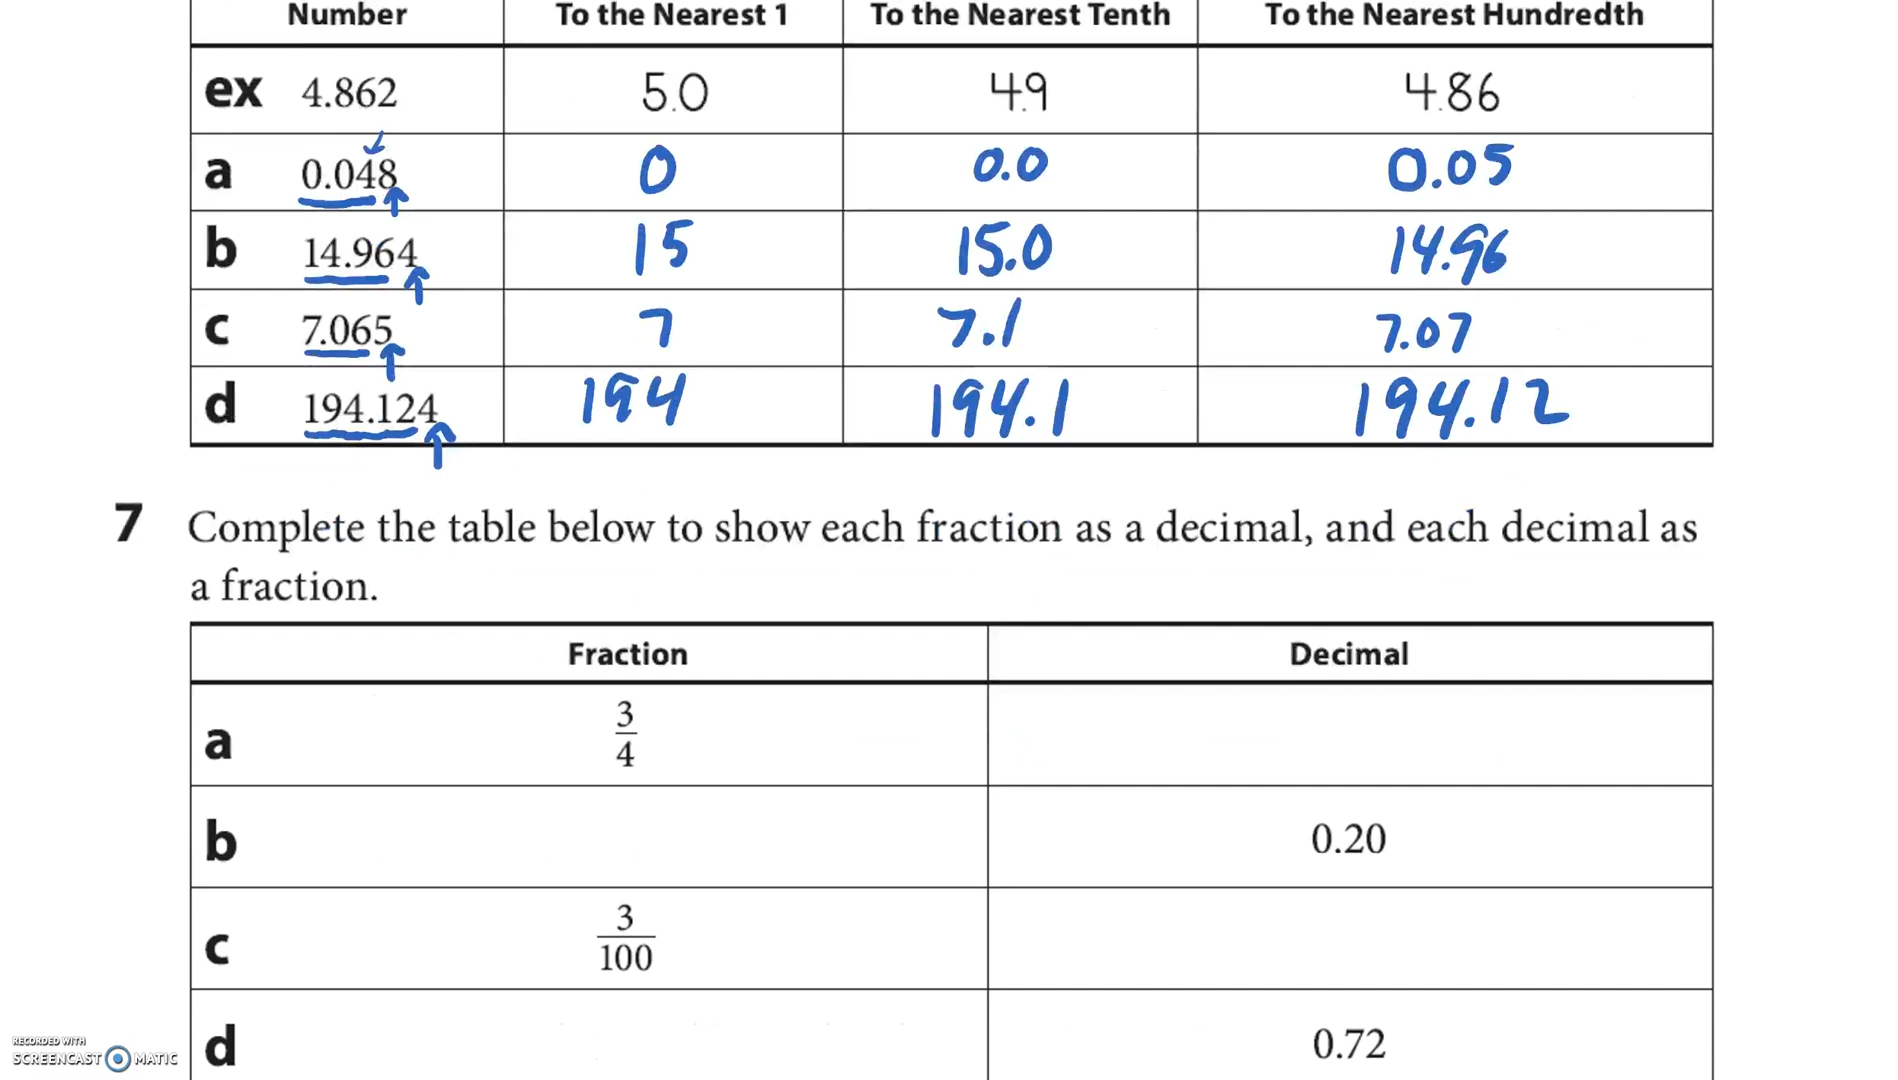 Number To the Nearest 1 To the Nearest Tenth To the Nearest Hundredth
ex 4.862 5.0 4.9 4.86
a 0.048 0 0.0 0.05
b 14.964 15 15.0 14.96
c 7.065 7 7.1 7.07
d 194.124 194 194.1 194.12
7 Complete the table below to show each fraction as a decimal, and each decimal as
a fraction.
Fraction Decimal
a 3/4
b 0.20
c 3/100
d 0.72
RECORDED WITH
SCREENCAST MATIC